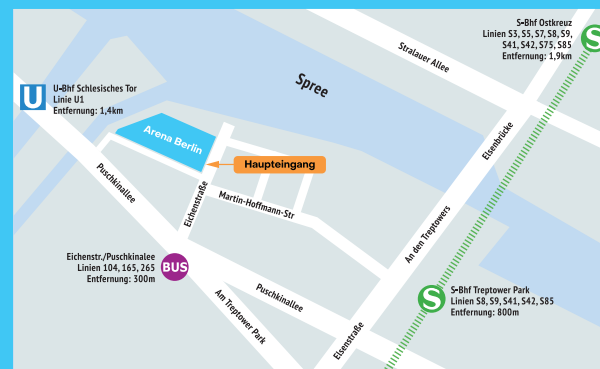 S-Bhf Ostkreuz
Linien S3, S5, S7, S8, S9,
S41, S42, S75, S85
Entfernung: 1,9km
S
Stralauer Allee
Spree
U
U-Bhf Schlesisches Tor
Linie U1
Entfernung: 1,4km
Arena Berlin
Elsenbrücke
Haupteingang
Puschkinallee
Eichenstraße
Martin-Hoffmann-Str
An den Treptowers
Eichenstr./Puschkinalee
Linien 104, 165, 265
Entfernung: 300m
BUS
S
S-Bhf Treptower Park
Linien S8, S9, S41, S42, S85
Entfernung: 800m
Puschkinallee
Am Treptower Park
Elsenstraße